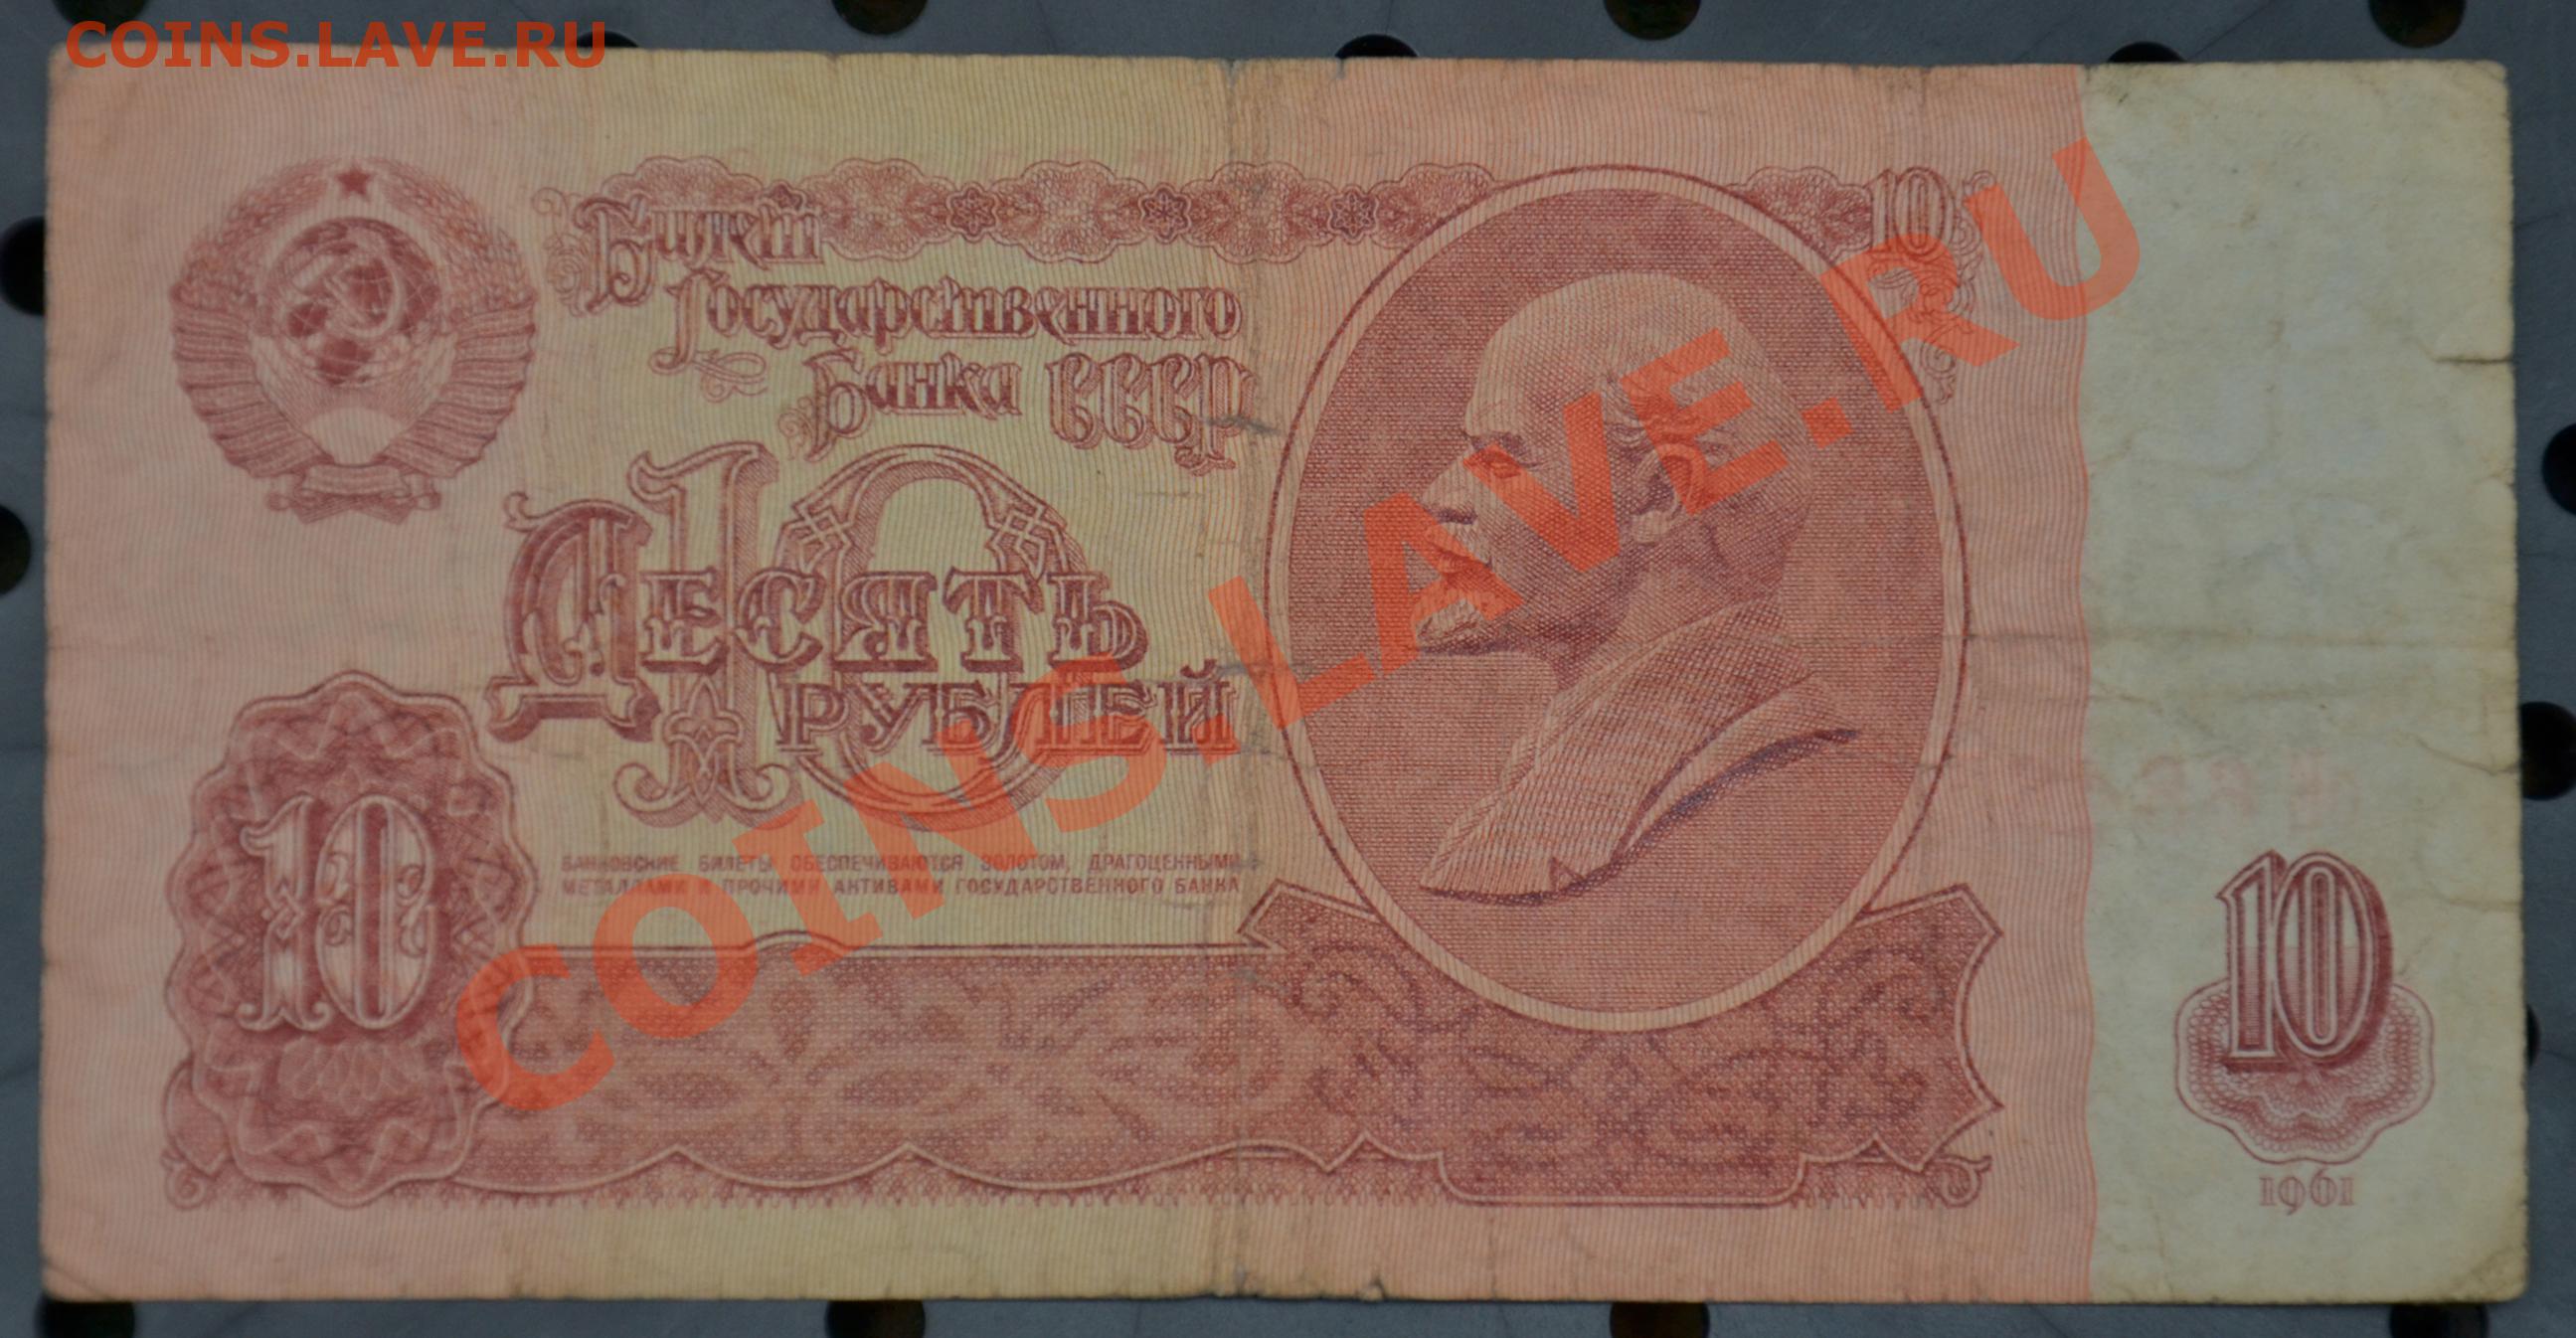 COINS.LAVE.RU
Билет
Государственного
Банка СССР
10
10
Десять
рублей
10
БАНКОВСКИЕ БИЛЕТЫ ОБЕСПЕЧИВАЮТСЯ ЗОЛОТОМ, ДРАГОЦЕННЫМИ
МЕТАЛЛАМИ И ПРОЧИМИ АКТИВАМИ ГОСУДАРСТВЕННОГО БАНКА
10
1961
COINS.LAVE.RU